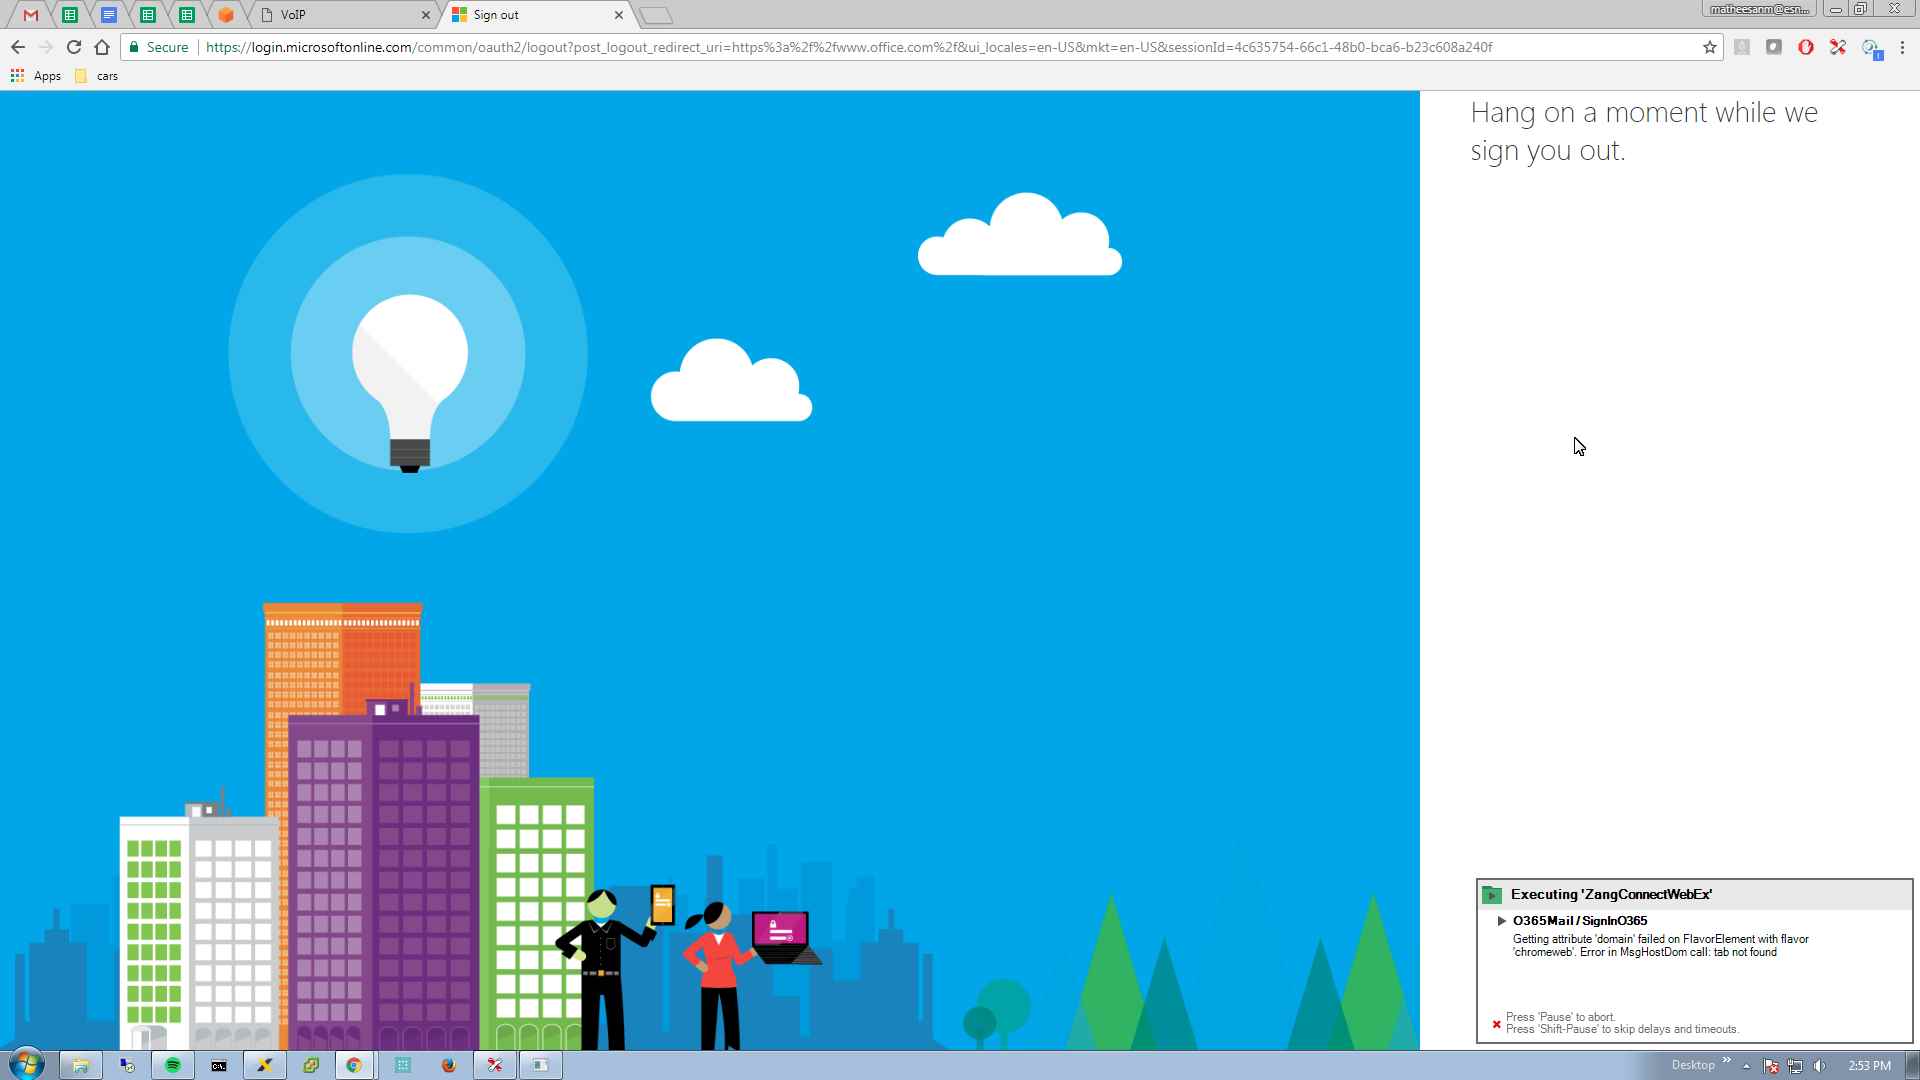 VoIP
Sign out
matheesanm@esn...
Secure
https://login.microsoftonline.com/common/oauth2/logout?post_logout_redirect_uri=https%3a%2f%2fwww.office.com%2f&ui_locales=en-US&mkt=en-US&sessionId=4c635754-66c1-48b0-bca6-b23c608a240f
Apps
cars
Hang on a moment while we
sign you out.
Executing 'ZangConnectWebEx'
O365Mail / SignInO365
Getting attribute 'domain' failed on FlavorElement with flavor
'chromeweb'. Error in MsgHostDom call: tab not found
Press 'Pause' to abort.
Press 'Shift-Pause' to skip delays and timeouts.
Desktop
2:53 PM